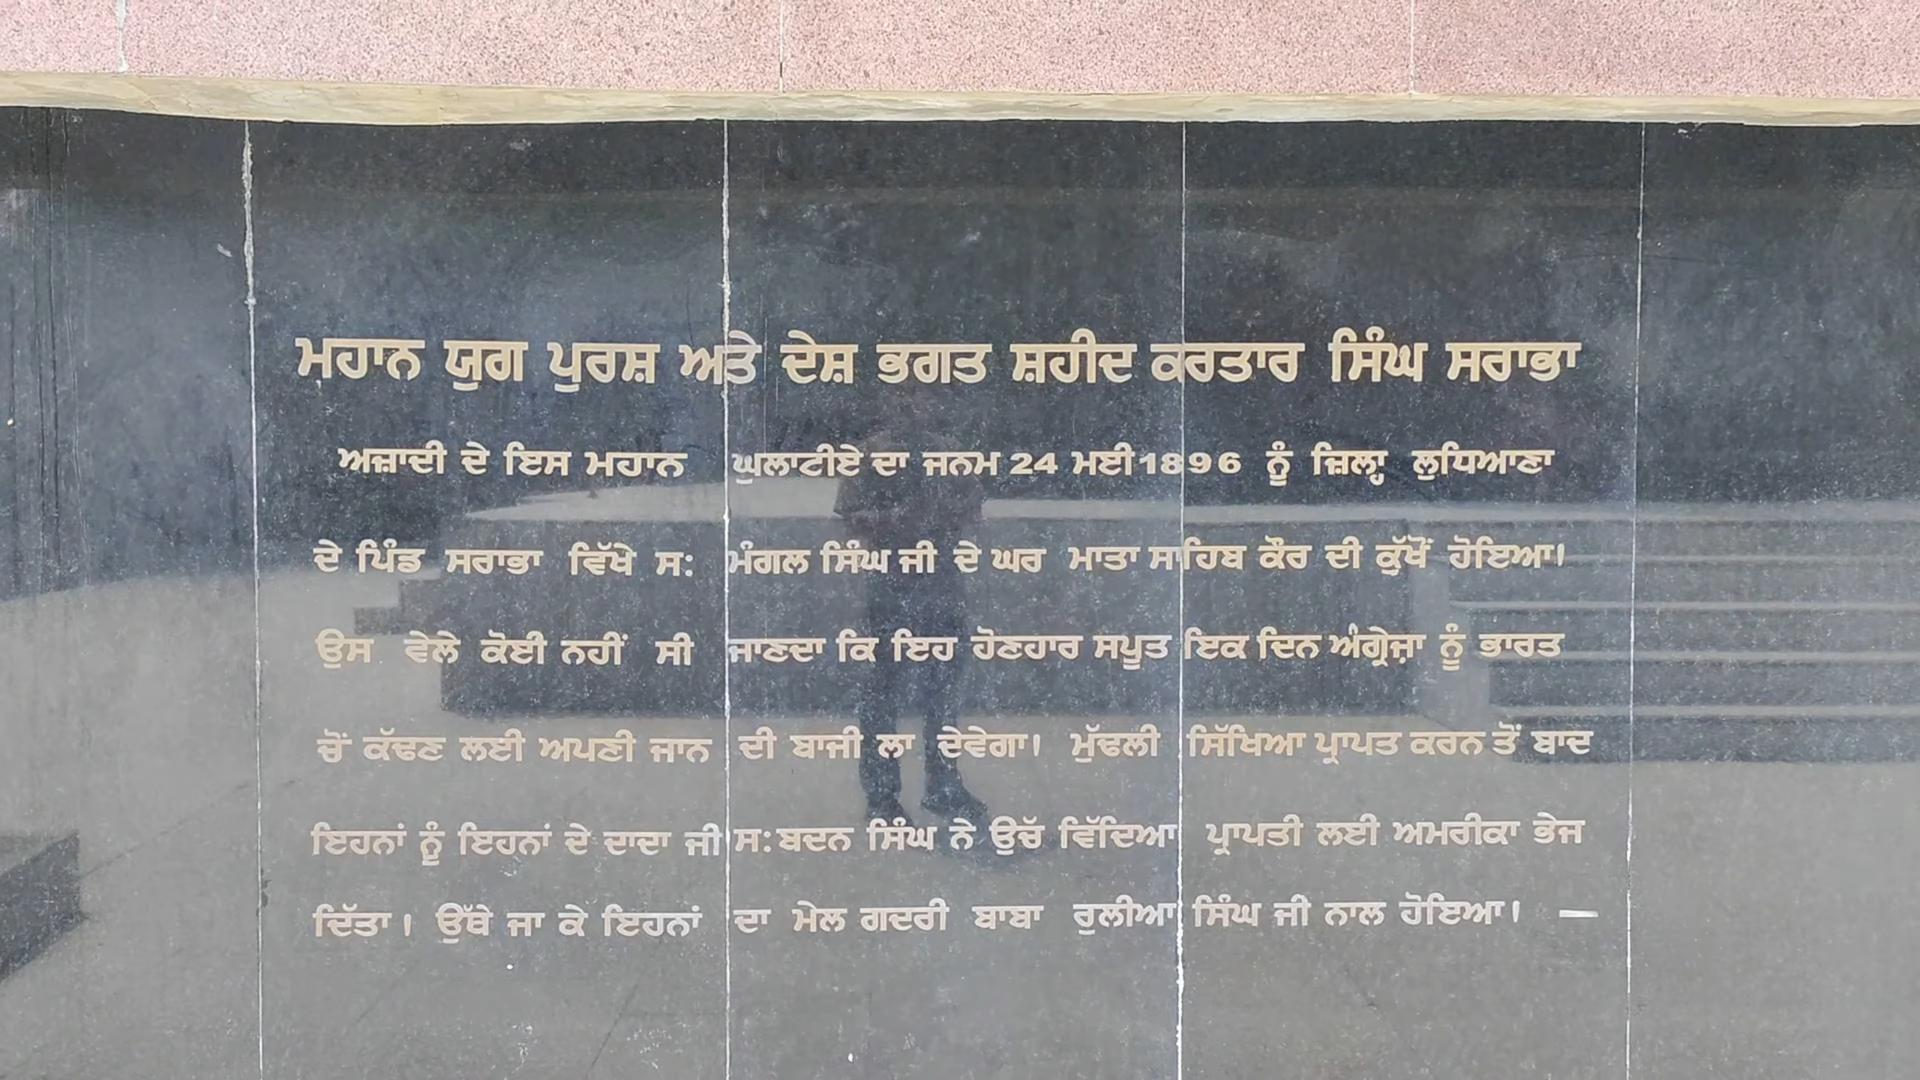 ਮਹਾਨ ਯੁਗ ਪੁਰਸ਼ ਅਤੇ ਦੇਸ਼ ਭਗਤ ਸ਼ਹੀਦ ਕਰਤਾਰ ਸਿੰਘ ਸਰਾਭਾ
ਅਜ਼ਾਦੀ ਦੇ ਇਸ ਮਹਾਨ ਘੁਲਾਟੀਏ ਦਾ ਜਨਮ 24 ਮਈ 1896 ਨੂੰ ਜ਼ਿਲ੍ਹਾ ਲੁਧਿਆਣਾ
ਦੇ ਪਿੰਡ ਸਰਾਭਾ ਵਿੱਖੇ ਸ: ਮੰਗਲ ਸਿੰਘ ਜੀ ਦੇ ਘਰ ਮਾਤਾ ਸਾਹਿਬ ਕੌਰ ਦੀ ਕੁੱਖੋਂ ਹੋਇਆ।
ਉਸ ਵੇਲੇ ਕੋਈ ਨਹੀਂ ਸੀ ਜਾਣਦਾ ਕਿ ਇਹ ਹੋਣਹਾਰ ਸਪੂਤ ਇਕ ਦਿਨ ਅੰਗ੍ਰੇਜ਼ਾ ਨੂੰ ਭਾਰਤ
ਚੋਂ ਕੱਢਣ ਲਈ ਅਪਣੀ ਜਾਨ ਦੀ ਬਾਜੀ ਲਾ ਦੇਵੇਗਾ। ਮੁੱਢਲੀ ਸਿੱਖਿਆ ਪ੍ਰਾਪਤ ਕਰਨ ਤੋਂ ਬਾਦ
ਇਹਨਾਂ ਨੂੰ ਇਹਨਾਂ ਦੇ ਦਾਦਾ ਜੀ ਸ: ਬਦਨ ਸਿੰਘ ਨੇ ਉਚੱ ਵਿੱਦਿਆ ਪ੍ਰਾਪਤੀ ਲਈ ਅਮਰੀਕਾ ਭੇਜ
ਦਿੱਤਾ। ਉੱਥੇ ਜਾ ਕੇ ਇਹਨਾਂ ਦਾ ਮੇਲ ਗਦਰੀ ਬਾਬਾ ਰੁਲੀਆ ਸਿੰਘ ਜੀ ਨਾਲ ਹੋਇਆ। —